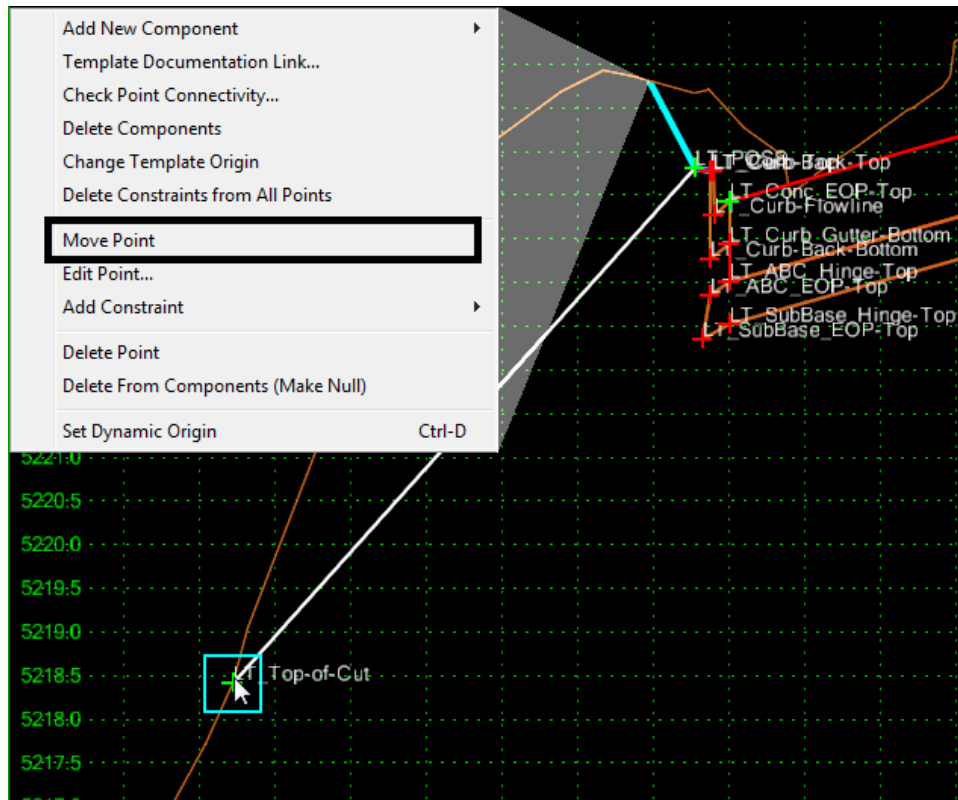 Add New Component
Template Documentation Link...
Check Point Connectivity...
Delete Components
Change Template Origin
Delete Constraints from All Points
Move Point
Edit Point...
Add Constraint
Delete Point
Delete From Components (Make Null)
Set Dynamic Origin Ctrl-D
LT_Curb-Back-Top
LT_Conc_EOP-Top
LT_Curb-Flowline
LT_Curb_Gutter-Bottom
LT_Curb-Back-Bottom
LT_ABC_Hinge-Top
LT_ABC_EOP-Top
LT_SubBase_Hinge-Top
LT_SubBase_EOP-Top
5221.0
5220.5
5220.0
5219.5
5219.0
5218.5 LT_Top-of-Cut
5218.0
5217.5